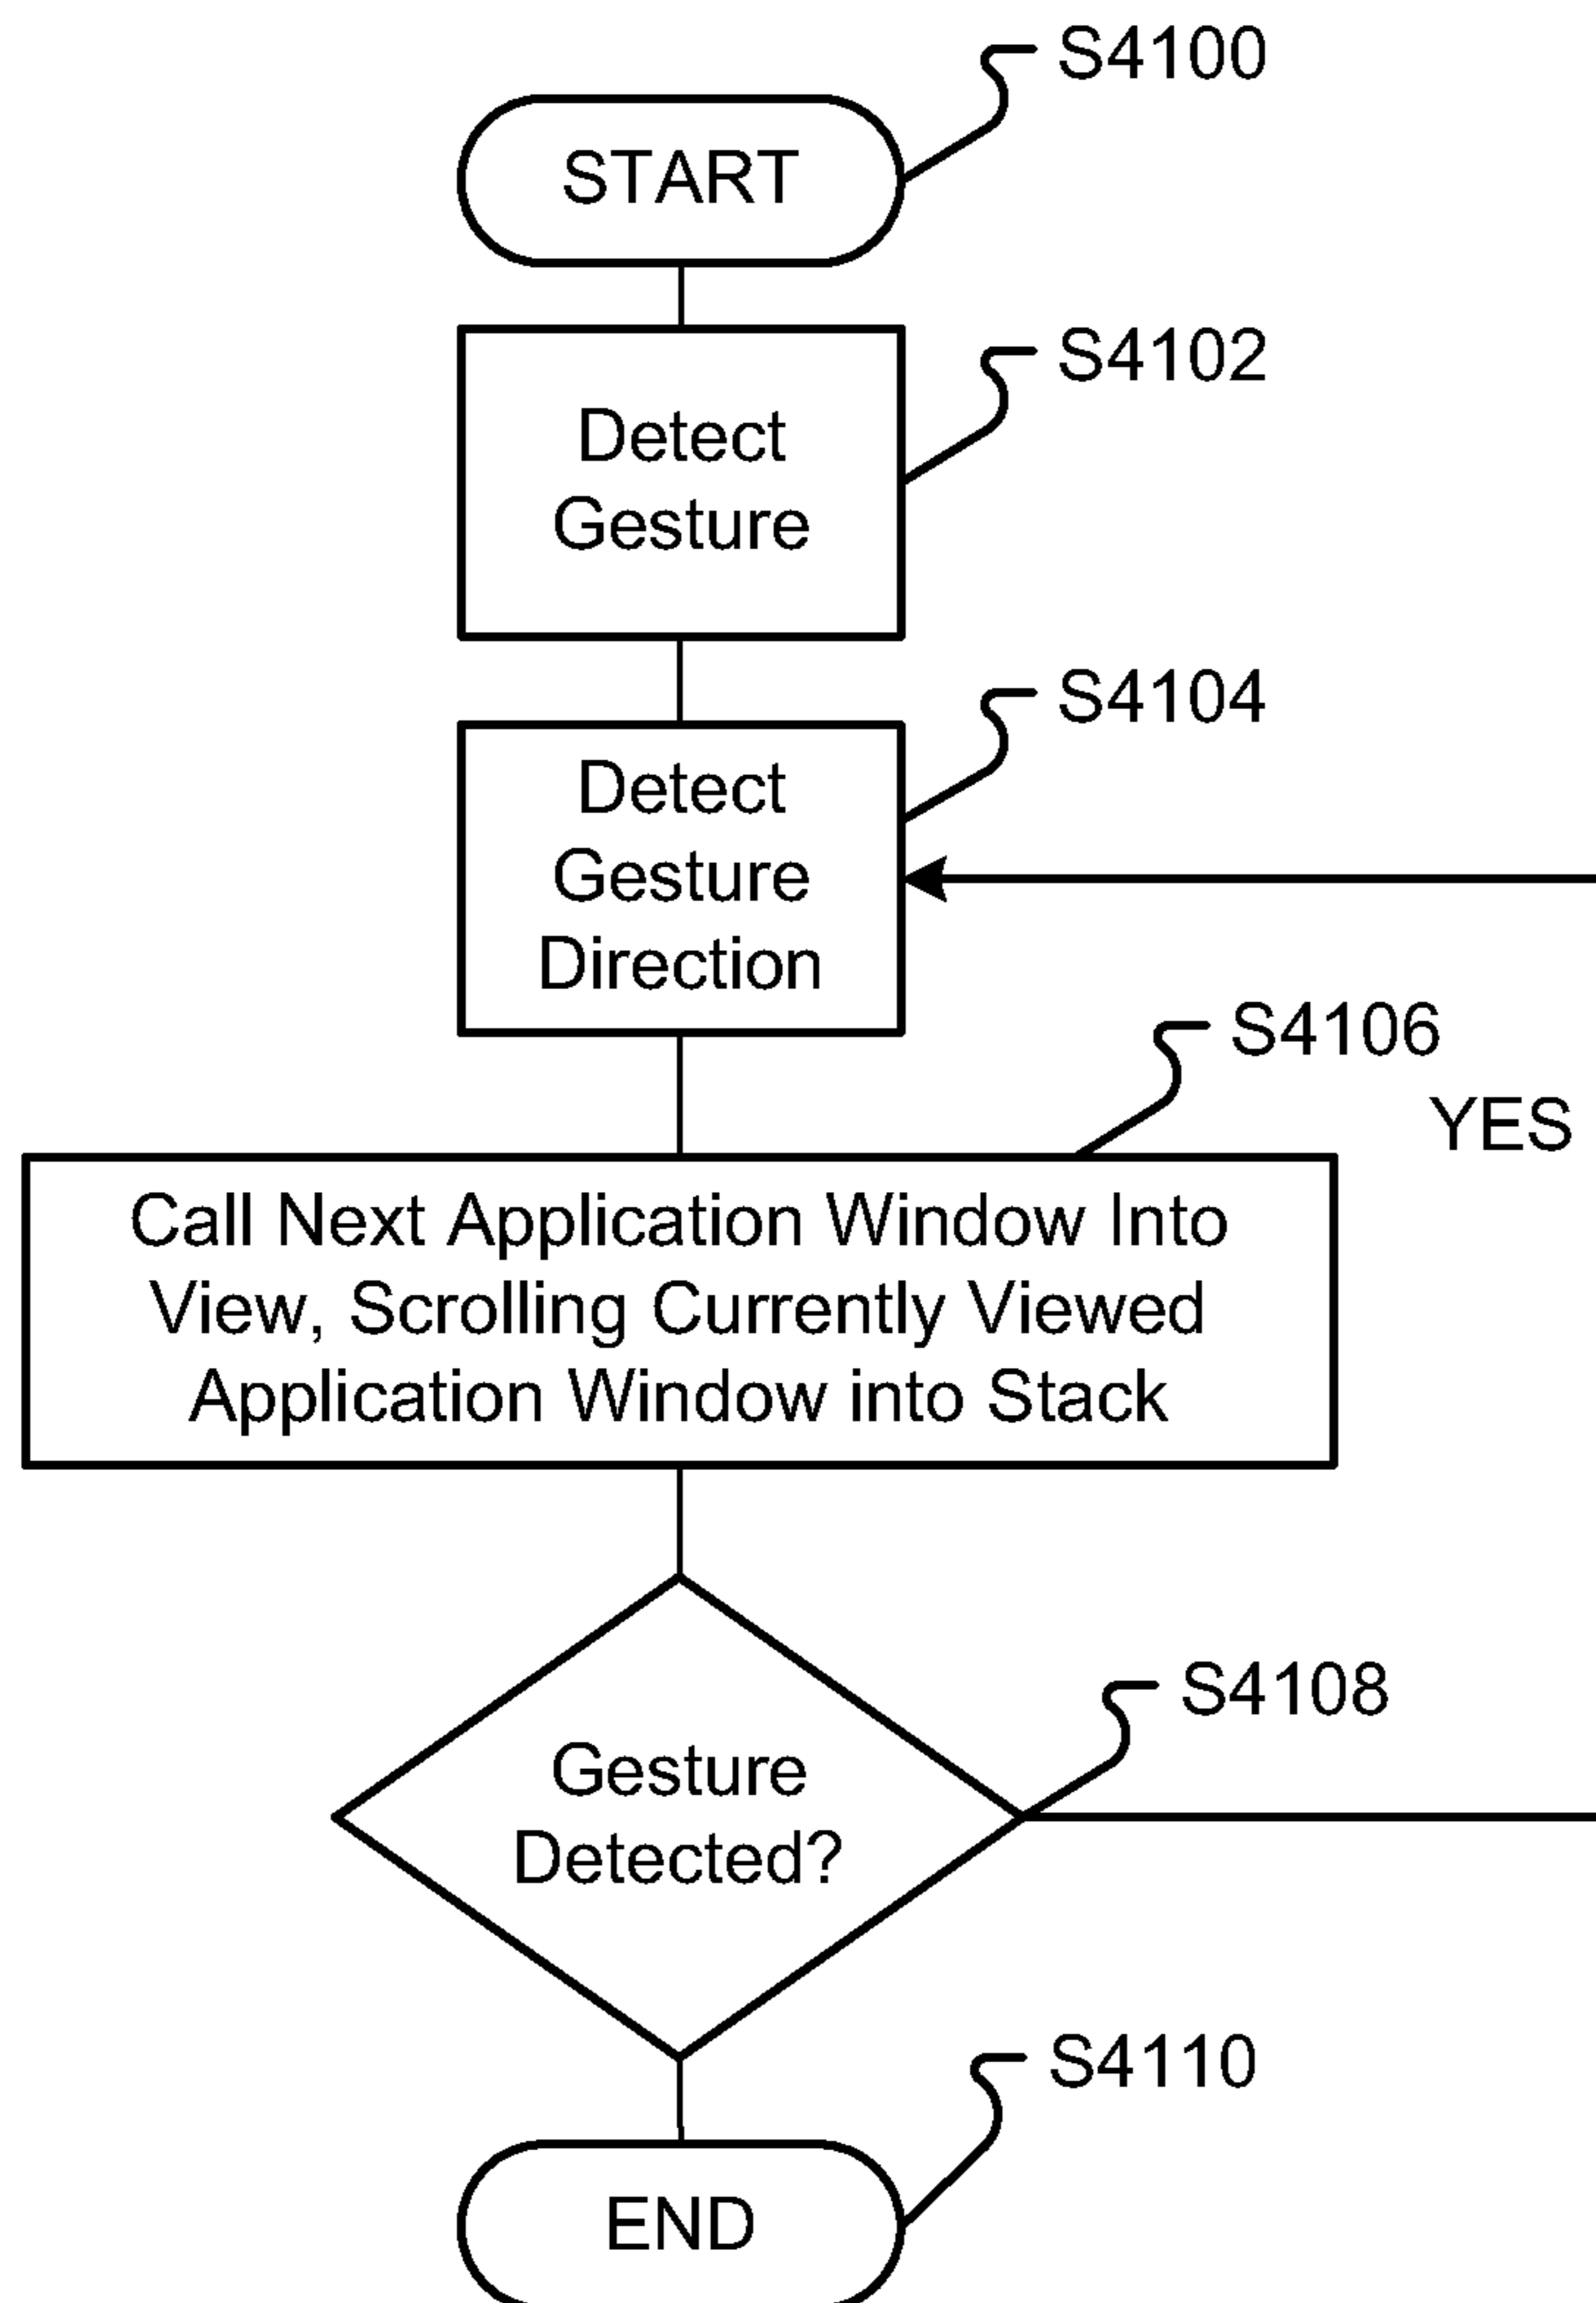 S4100
START
S4102
Detect
Gesture
S4104
Detect
Gesture
Direction
S4106
YES
Call Next Application Window Into
View, Scrolling Currently Viewed
Application Window into Stack
S4108
Gesture
Detected?
S4110
END